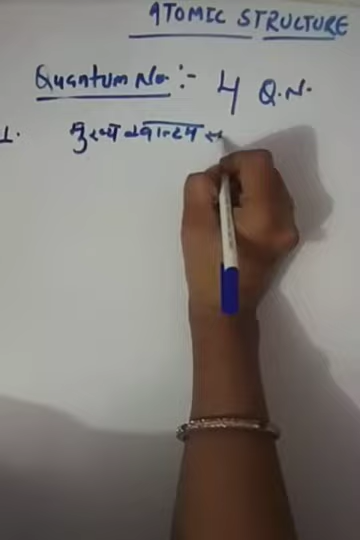 ATOMIC STRUCTURE
Quantum No. :- 4 Q.N.
1. मुख्य क्वान्टम